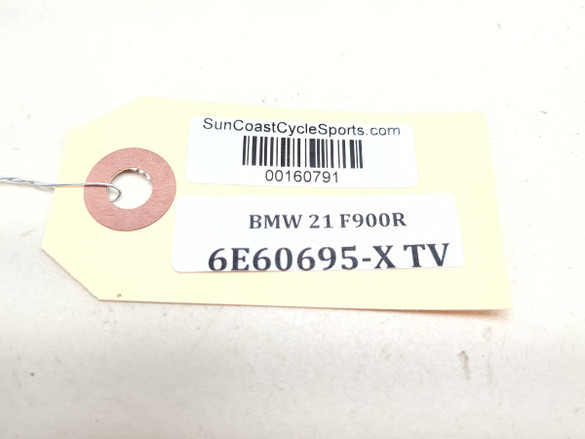 SunCoastCycleSports.com
00160791
BMW 21 F900R
6E60695-X TV